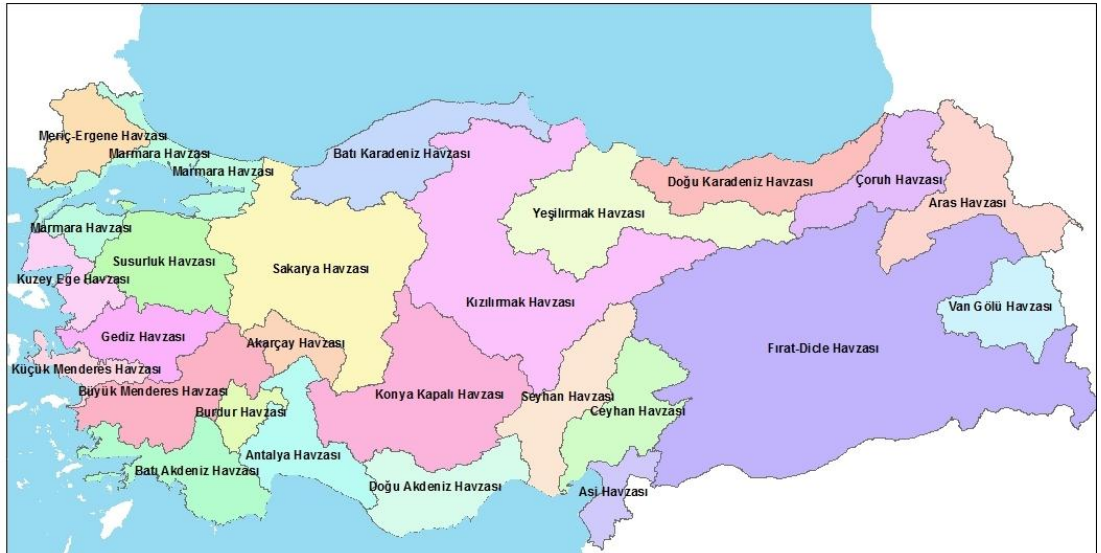 Meriç-Ergene Havzası
Marmara Havzası
Marmara Havzası
Batı Karadeniz Havzası
Doğu Karadeniz Havzası
Çoruh Havzası
Aras Havzası
Yeşilırmak Havzası
Marmara Havzası
Susurluk Havzası
Sakarya Havzası
Kuzey Ege Havzası
Kızılırmak Havzası
Van Gölü Havzası
Gediz Havzası
Akarçay Havzası
Fırat-Dicle Havzası
Küçük Menderes Havzası
Büyük Menderes Havzası
Konya Kapalı Havzası
Seyhan Havzası
Burdur Havzası
Ceyhan Havzası
Antalya Havzası
Batı Akdeniz Havzası
Doğu Akdeniz Havzası
Asi Havzası